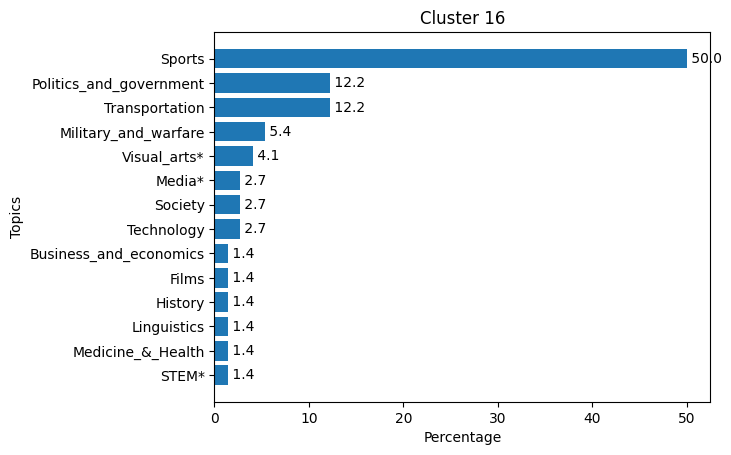 Cluster 16
Sports 50.0
Politics_and_government 12.2
Transportation 12.2
Military_and_warfare 5.4
Visual_arts* 4.1
Media* 2.7
Society 2.7
Technology 2.7
Business_and_economics 1.4
Films 1.4
History 1.4
Linguistics 1.4
Medicine_&_Health 1.4
STEM* 1.4
Topics
0 10 20 30 40 50
Percentage